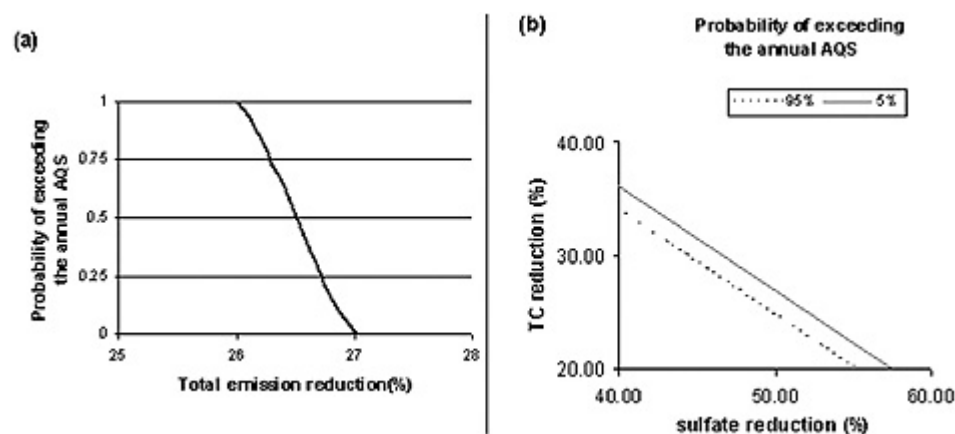 (a)
1
0.75
0.5
0.25
0
Probability of exceeding
the annual AQS
25
26
27
28
Total emission reduction(%)
(b)
Probability of exceeding
the annual AQS
95% 5%
40.00
30.00
20.00
TC reduction (%)
40.00 50.00 60.00
sulfate reduction (%)